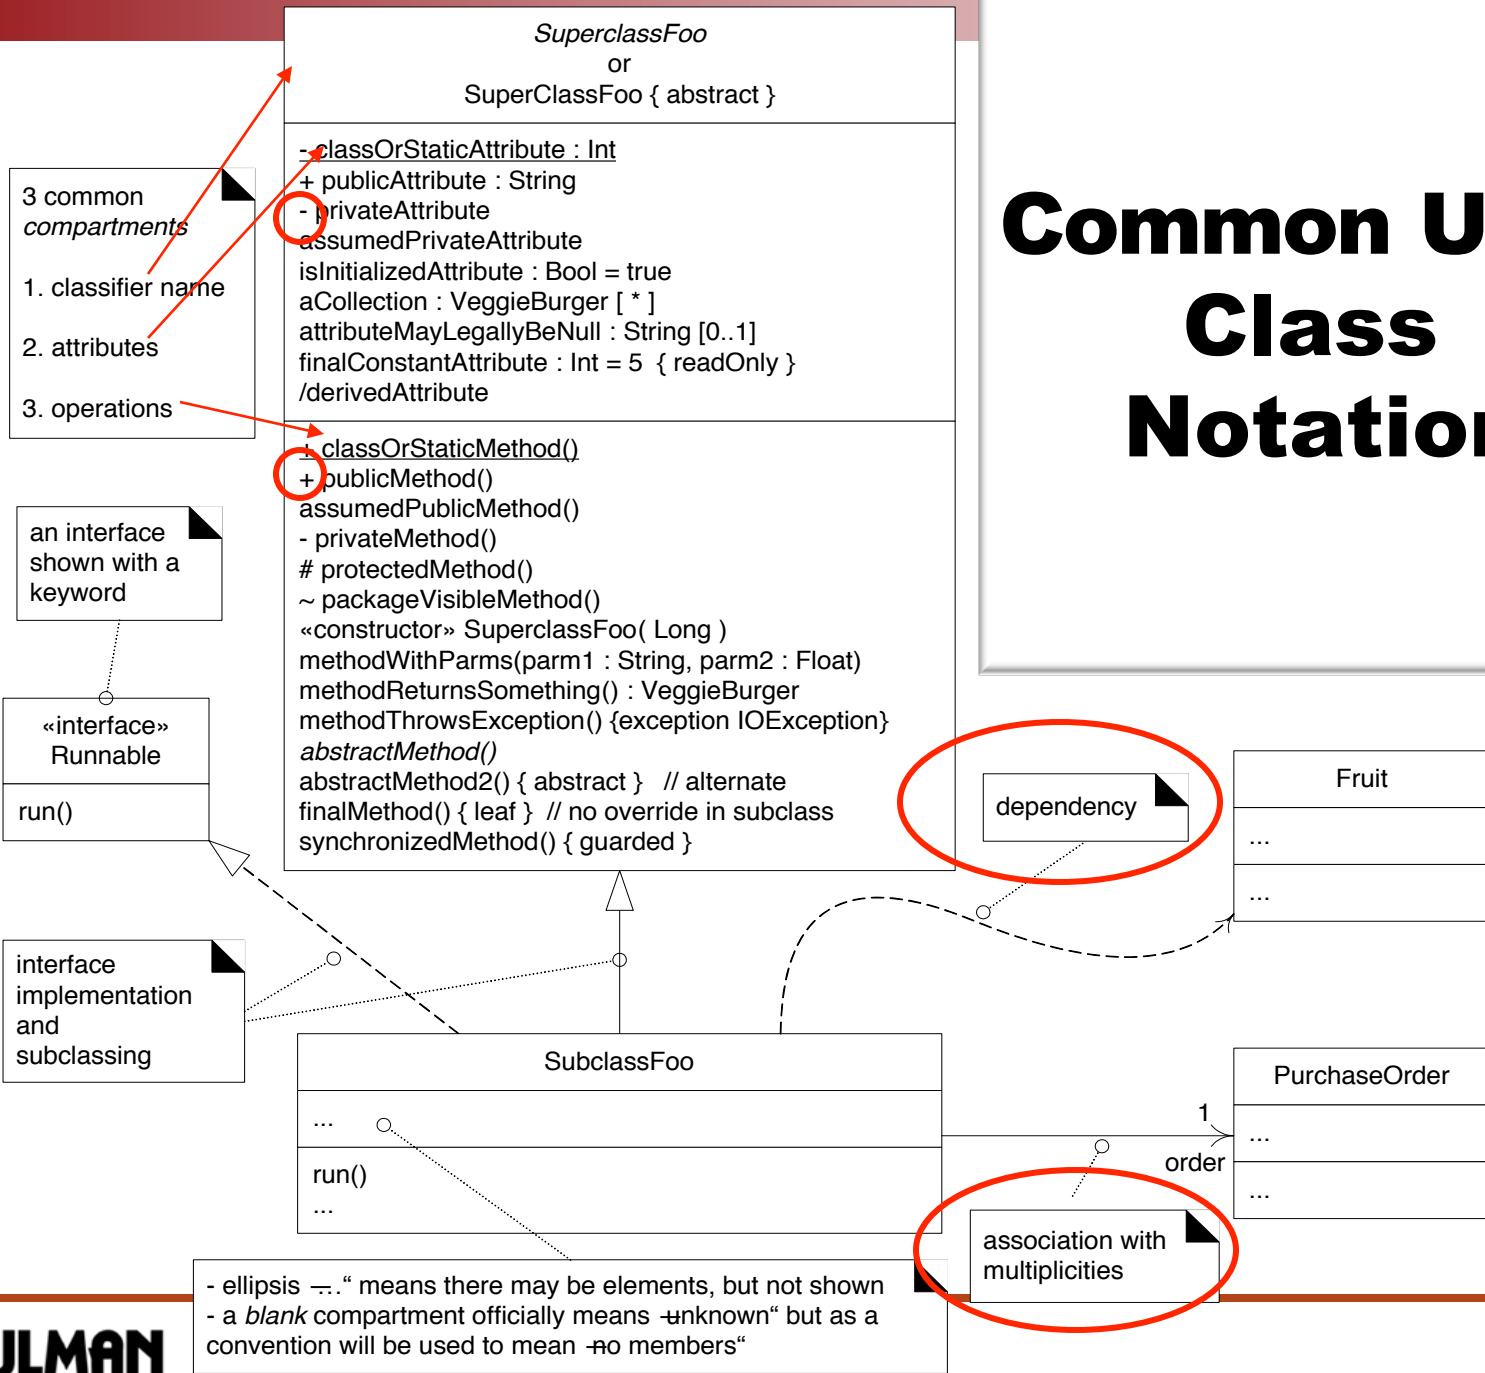 SuperclassFoo
or
SuperClassFoo { abstract }
- classOrStaticAttribute : Int
+ publicAttribute : String
- privateAttribute
assumedPrivateAttribute
isInitializedAttribute : Bool = true
aCollection : VeggieBurger [ * ]
attributeMayLegallyBeNull : String [0..1]
finalConstantAttribute : Int = 5 { readOnly }
/derivedAttribute
+ classOrStaticMethod()
+ publicMethod()
assumedPublicMethod()
- privateMethod()
# protectedMethod()
~ packageVisibleMethod()
«constructor» SuperclassFoo( Long )
methodWithParms(parm1 : String, parm2 : Float)
methodReturnsSomething() : VeggieBurger
methodThrowsException() {exception IOException}
abstractMethod()
abstractMethod2() { abstract } // alternate
finalMethod() { leaf } // no override in subclass
synchronizedMethod() { guarded }
3 common
compartments
1. classifier name
2. attributes
3. operations
Common U
Class
Notation
an interface
shown with a
keyword
«interface»
Runnable
run()
dependency
Fruit
...
...
interface
implementation
and
subclassing
SubclassFoo
...
run()
...
1
order
PurchaseOrder
...
...
association with
multiplicities
- ellipsis ―…“ means there may be elements, but not shown
- a blank compartment officially means ―unknown“ but as a
convention will be used to mean ―no members“
ULMAN